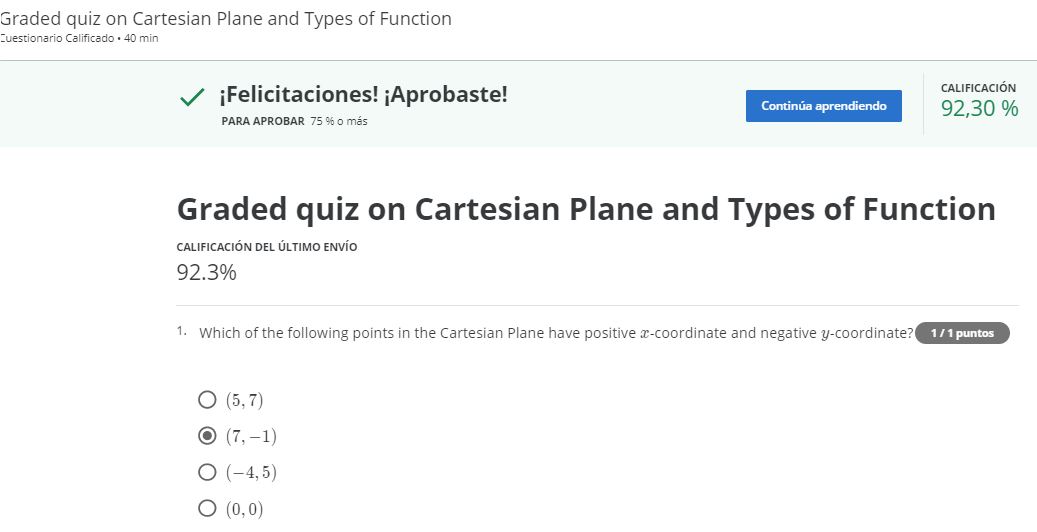 Graded quiz on Cartesian Plane and Types of Function
Cuestionario Calificado • 40 min
¡Felicitaciones! ¡Aprobaste!
PARA APROBAR 75 % o más
Continúa aprendiendo
CALIFICACIÓN
92,30 %
Graded quiz on Cartesian Plane and Types of Function
CALIFICACIÓN DEL ÚLTIMO ENVÍO
92.3%
1. Which of the following points in the Cartesian Plane have positive x-coordinate and negative y-coordinate?
1 / 1 puntos
(5, 7)
(7, −1)
(−4, 5)
(0, 0)